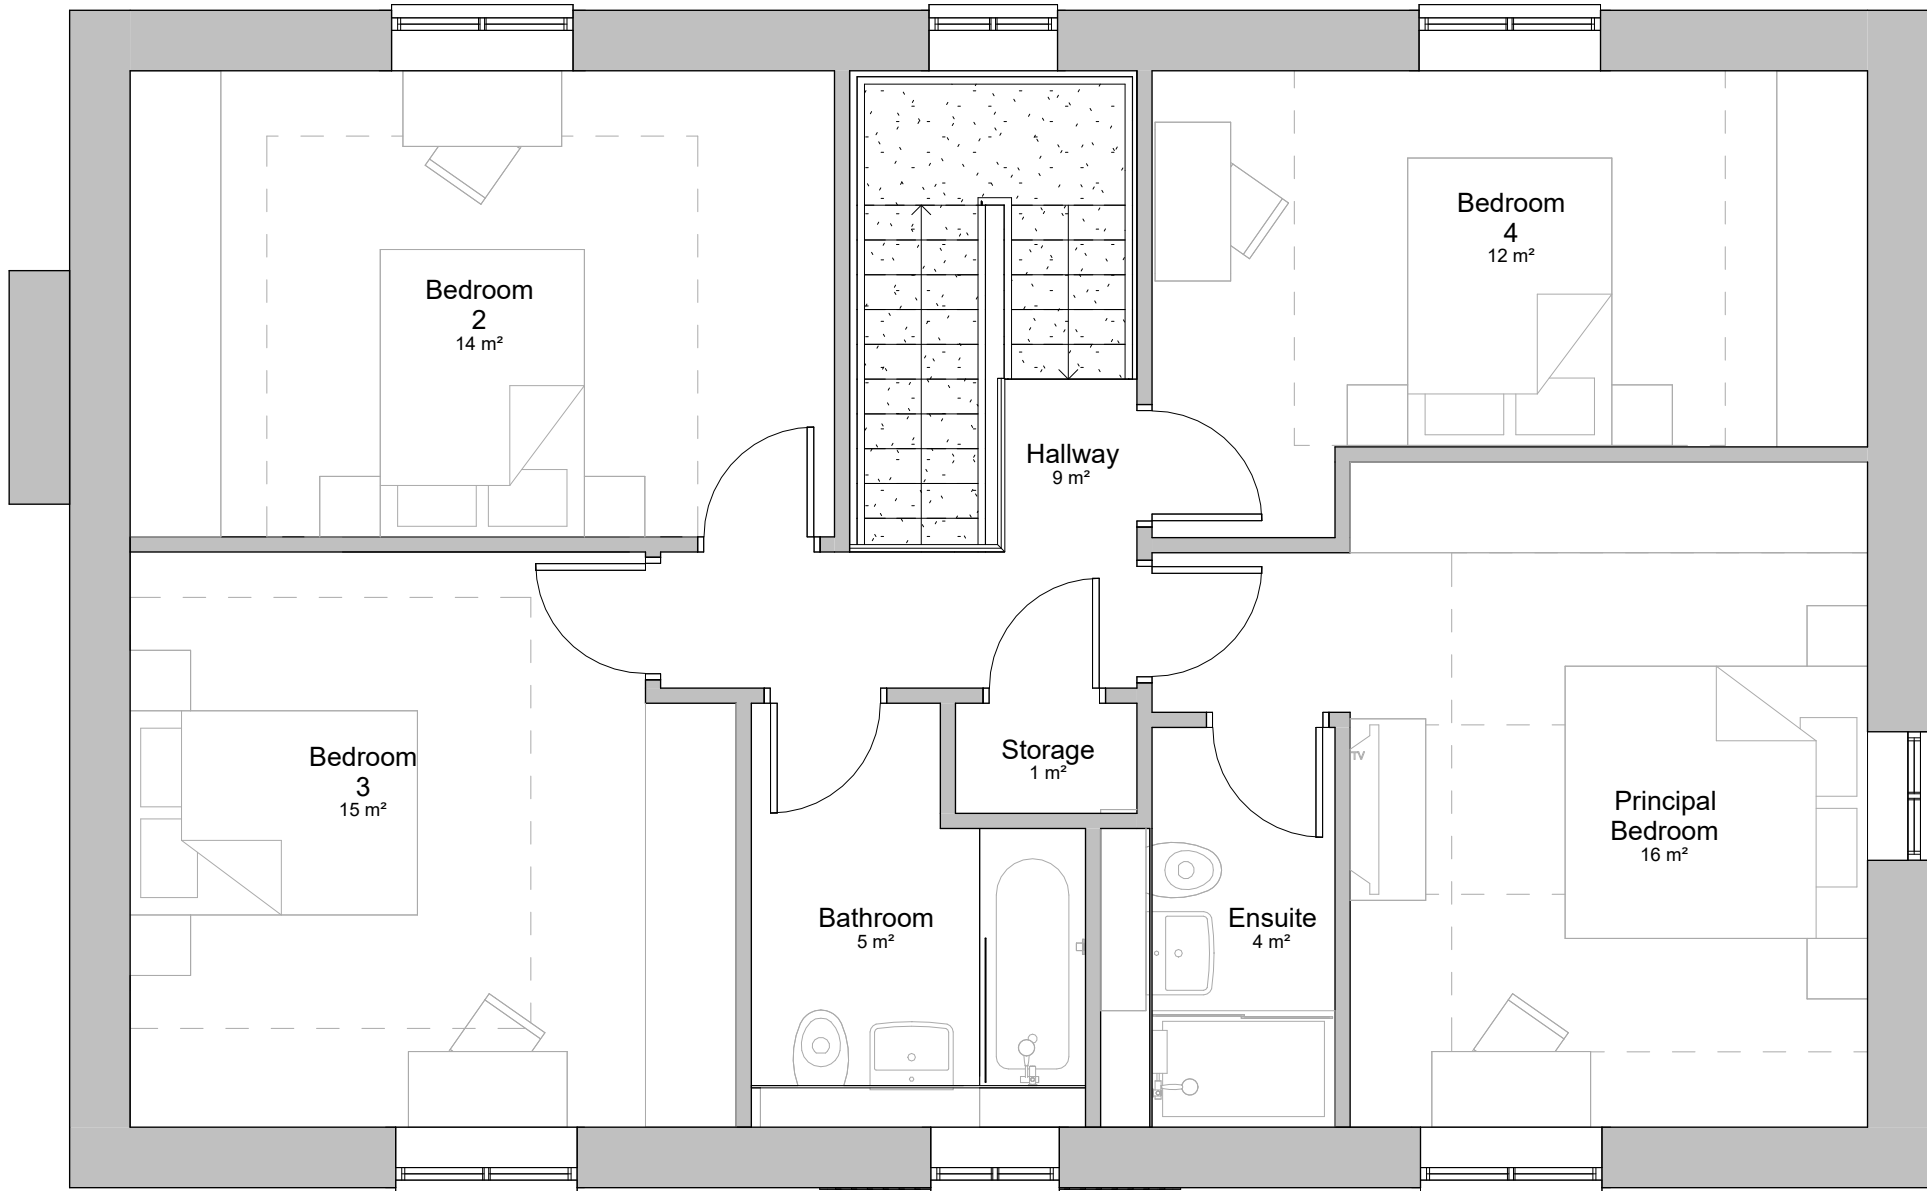 Bedroom
2
14 m²
Bedroom
4
12 m²
Hallway
9 m²
Bedroom
3
15 m²
Storage
1 m²
TV
Principal
Bedroom
16 m²
Bathroom
5 m²
Ensuite
4 m²